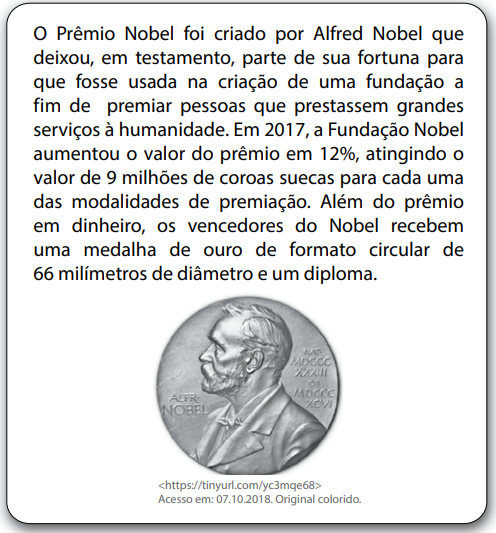 O Prêmio Nobel foi criado por Alfred Nobel que
deixou, em testamento, parte de sua fortuna para
que fosse usada na criação de uma fundação a
fim de premiar pessoas que prestassem grandes
serviços à humanidade. Em 2017, a Fundação Nobel
aumentou o valor do prêmio em 12%, atingindo o
valor de 9 milhões de coroas suecas para cada uma
das modalidades de premiação. Além do prêmio
em dinheiro, os vencedores do Nobel recebem
uma medalha de ouro de formato circular de
66 milímetros de diâmetro e um diploma.
ALFR·
NOBEL
NAT·
MDCCC
XXXIII
OB·
MDCCC
XCVI
<https://tinyurl.com/yc3mqe68>
Acesso em: 07.10.2018. Original colorido.